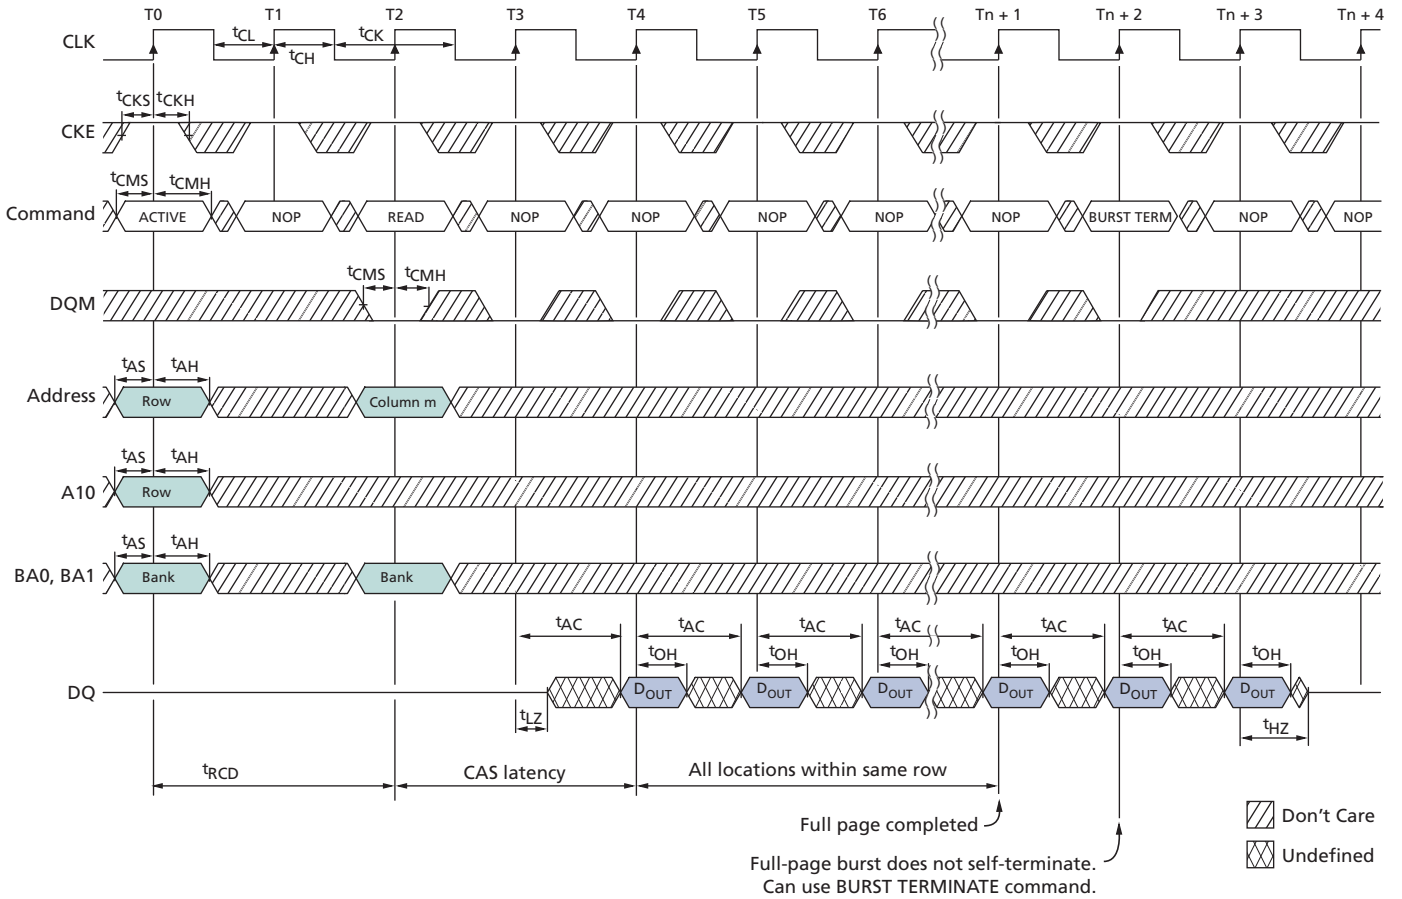 T0 T1 T2 T3 T4 T5 T6 Tn + 1 Tn + 2 Tn + 3 Tn + 4
CLK
tCL tCK
tCH
tCKS tCKH
CKE
tCMS tCMH
Command ACTIVE NOP READ NOP NOP NOP NOP NOP BURST TERM NOP NOP
tCMS tCMH
DQM
tAS tAH
Address Row Column m
tAS tAH
A10 Row
tAS tAH
BA0, BA1 Bank Bank
tAC tAC tAC tAC tAC tAC
tOH tOH tOH tOH tOH tOH
DQ DOUT DOUT DOUT DOUT DOUT DOUT
tLZ tHZ
tRCD CAS latency All locations within same row
Full page completed
Don't Care
Full-page burst does not self-terminate.
Can use BURST TERMINATE command.
Undefined